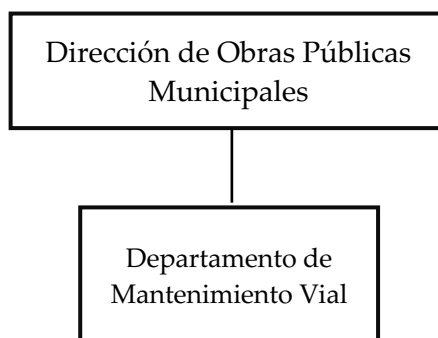 Dirección de Obras Públicas
Municipales
Departamento de
Mantenimiento Vial